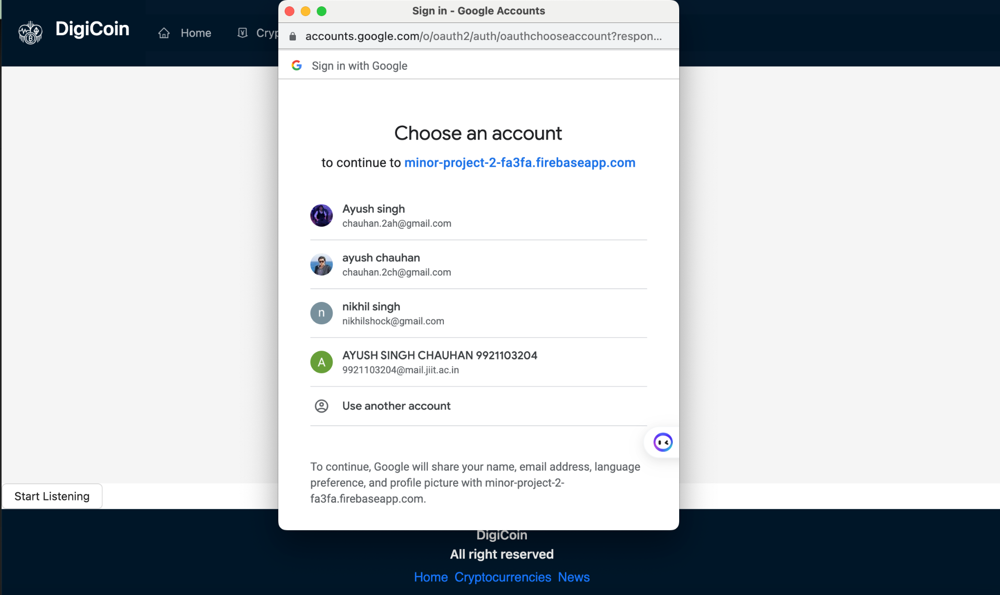 Sign in - Google Accounts
DigiCoin
Home
Cryp
accounts.google.com/o/oauth2/auth/oauthchooseaccount?respon...
Sign in with Google
Choose an account
to continue to minor-project-2-fa3fa.firebaseapp.com
Ayush singh
chauhan.2ah@gmail.com
ayush chauhan
chauhan.2ch@gmail.com
n
nikhil singh
nikhilshock@gmail.com
A
AYUSH SINGH CHAUHAN 9921103204
9921103204@mail.jiit.ac.in
Use another account
To continue, Google will share your name, email address, language
preference, and profile picture with minor-project-2-
fa3fa.firebaseapp.com.
Start Listening
DigiCoin
All right reserved
Home Cryptocurrencies News